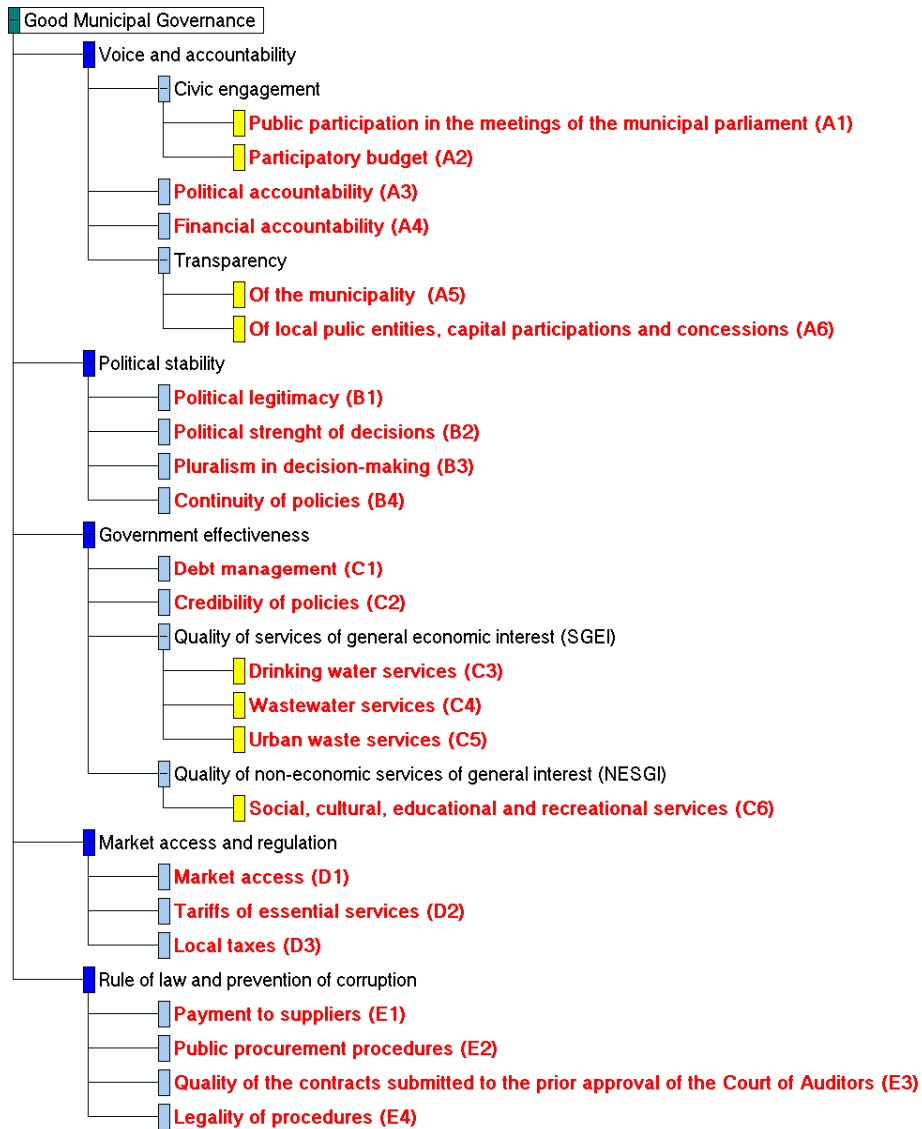 Good Municipal Governance
Voice and accountability
Civic engagement
Public participation in the meetings of the municipal parliament (A1)
Participatory budget (A2)
Political accountability (A3)
Financial accountability (A4)
Transparency
Of the municipality (A5)
Of local pulic entities, capital participations and concessions (A6)
Political stability
Political legitimacy (B1)
Political strenght of decisions (B2)
Pluralism in decision-making (B3)
Continuity of policies (B4)
Government effectiveness
Debt management (C1)
Credibility of policies (C2)
Quality of services of general economic interest (SGEI)
Drinking water services (C3)
Wastewater services (C4)
Urban waste services (C5)
Quality of non-economic services of general interest (NESGI)
Social, cultural, educational and recreational services (C6)
Market access and regulation
Market access (D1)
Tariffs of essential services (D2)
Local taxes (D3)
Rule of law and prevention of corruption
Payment to suppliers (E1)
Public procurement procedures (E2)
Quality of the contracts submitted to the prior approval of the Court of Auditors (E3)
Legality of procedures (E4)